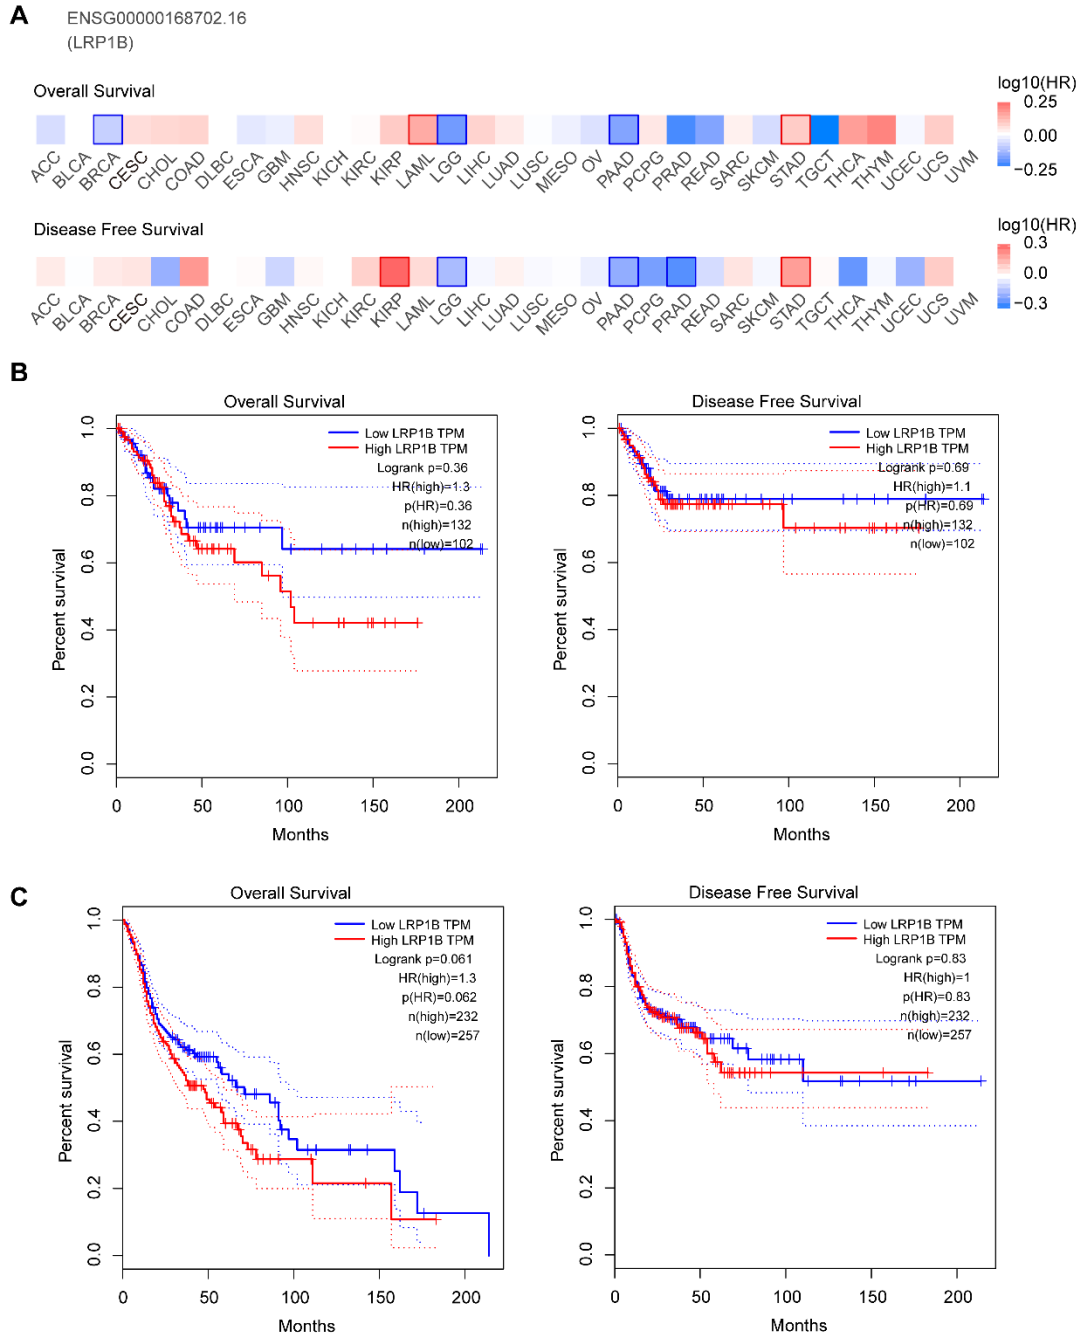 A
ENSG00000168702.16
(LRP1B)
Overall Survival
log10(HR)
0.25
0.00
−0.25
ACC BLCA BRCA CESC CHOL COAD DLBC ESCA GBM HNSC KICH KIRC KIRP LAML LGG LIHC LUAD LUSC MESO OV PAAD PCPG PRAD READ SARC SKCM STAD TGCT THCA THYM UCEC UCS UVM
Disease Free Survival
log10(HR)
0.3
0.0
−0.3
ACC BLCA BRCA CESC CHOL COAD DLBC ESCA GBM HNSC KICH KIRC KIRP LAML LGG LIHC LUAD LUSC MESO OV PAAD PCPG PRAD READ SARC SKCM STAD TGCT THCA THYM UCEC UCS UVM
B
Overall Survival
Low LRP1B TPM
High LRP1B TPM
Logrank p=0.36
HR(high)=1.3
p(HR)=0.36
n(high)=132
n(low)=102
Percent survival
1.0
0.8
0.6
0.4
0.2
0.0
0 50 100 150 200
Months
Disease Free Survival
Low LRP1B TPM
High LRP1B TPM
Logrank p=0.69
HR(high)=1.1
p(HR)=0.69
n(high)=132
n(low)=102
Percent survival
1.0
0.8
0.6
0.4
0.2
0.0
0 50 100 150 200
Months
C
Overall Survival
Low LRP1B TPM
High LRP1B TPM
Logrank p=0.061
HR(high)=1.3
p(HR)=0.062
n(high)=232
n(low)=257
Percent survival
1.0
0.8
0.6
0.4
0.2
0.0
0 50 100 150 200
Months
Disease Free Survival
Low LRP1B TPM
High LRP1B TPM
Logrank p=0.83
HR(high)=1
p(HR)=0.83
n(high)=232
n(low)=257
Percent survival
1.0
0.8
0.6
0.4
0.2
0.0
0 50 100 150 200
Months